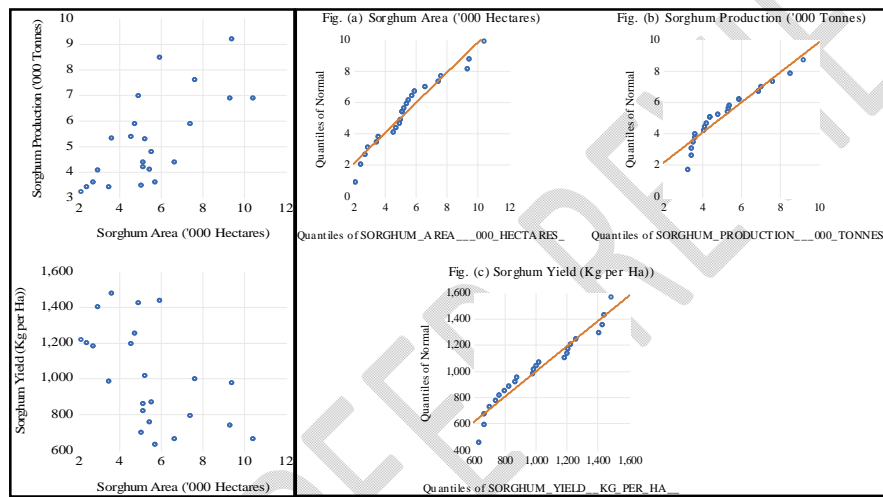 Sorghum Production ('000 Tonnes)
10
9
8
7
6
5
4
3
2 4 6 8 10 12
Sorghum Area ('000 Hectares)
Sorghum Yield (Kg per Ha))
1,600
1,400
1,200
1,000
800
600
2 4 6 8 10 12
Sorghum Area ('000 Hectares)
Fig. (a) Sorghum Area ('000 Hectares)
Quantiles of Normal
10
8
6
4
2
0
2 4 6 8 10 12
Quantiles of SORGHUM_AREA___000_HECTARES_
Fig. (b) Sorghum Production ('000 Tonnes)
Quantiles of Normal
10
8
6
4
2
0
2 4 6 8 10
Quantiles of SORGHUM_PRODUCTION___000_TONNES
Fig. (c) Sorghum Yield (Kg per Ha))
Quantiles of Normal
1,600
1,400
1,200
1,000
800
600
400
600 800 1,000 1,200 1,400 1,600
Quantiles of SORGHUM_YIELD__KG_PER_HA__